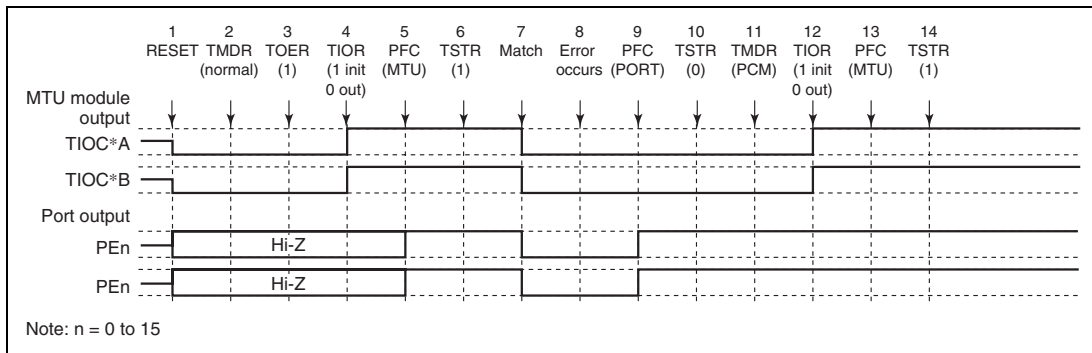 1 2 3 4 5 6 7 8 9 10 11 12 13 14
RESET TMDR TOER TIOR PFC TSTR Match Error PFC TSTR TMDR TIOR PFC TSTR
(normal) (1) (1 init (MTU) (1) occurs (PORT) (0) (PCM) (1 init (MTU) (1)
0 out) 0 out)
MTU module
output
TIOC*A
TIOC*B
Port output
PEn Hi-Z
PEn Hi-Z
Note: n = 0 to 15